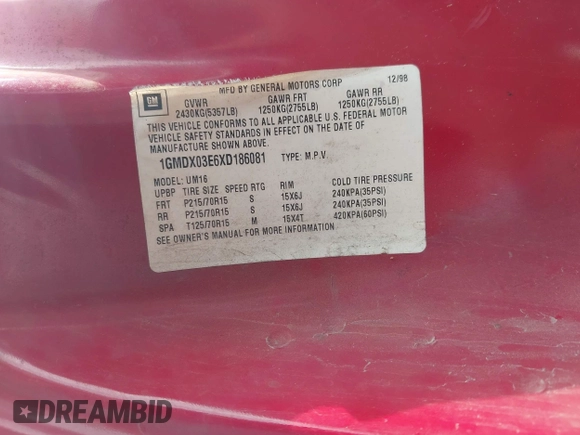 MFD BY GENERAL MOTORS CORP 12/98
GM
GVWR GAWR FRT GAWR RR
2430KG(5357LB) 1250KG(2755LB) 1250KG(2755LB)
THIS VEHICLE CONFORMS TO ALL APPLICABLE U.S. FEDERAL MOTOR
VEHICLE SAFETY STANDARDS IN EFFECT ON THE DATE OF
MANUFACTURE SHOWN ABOVE.
1GMDX03E6XD186081 TYPE: M.P.V.
MODEL: UM16
UPBP TIRE SIZE SPEED RTG RIM COLD TIRE PRESSURE
FRT P215/70R15 S 15X6J 240KPA(35PSI)
RR P215/70R15 S 15X6J 240KPA(35PSI)
SPA T125/70R15 M 15X4T 420KPA(60PSI)
SEE OWNER'S MANUAL FOR MORE INFORMATION
DREAMBID